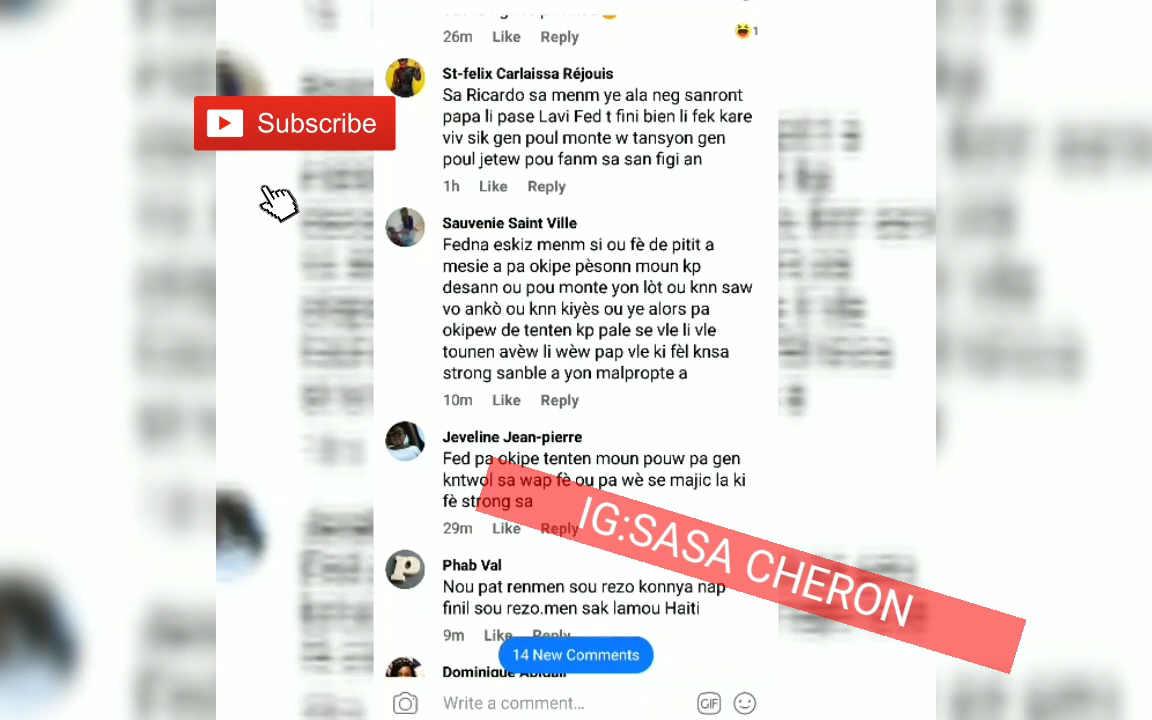 26m Like Reply
1
St-felix Carlaissa Réjouis
Sa Ricardo sa menm ye ala neg sanront
papa li pase Lavi Fed t fini bien li fek kare
viv sik gen poul monte w tansyon gen
poul jetew pou fanm sa san figi an
1h Like Reply
Subscribe
Sauvenie Saint Ville
Fedna eskiz menm si ou fè de pitit a
mesie a pa okipe pèsonn moun kp
desann ou pou monte yon lòt ou knn saw
vo ankò ou knn kiyès ou ye alors pa
okipew de tenten kp pale se vle li vle
tounen avèw li wèw pap vle ki fèl knsa
strong sanble a yon malpropte a
10m Like Reply
Jeveline Jean-pierre
Fed pa okipe tenten moun pouw pa gen
kntwol sa wap fè ou pa wè se majic la ki
fè strong sa
29m Like Reply
IG:SASA CHERON
Phab Val
Nou pat renmen sou rezo konnya nap
finil sou rezo.men sak lamou Haiti
9m Like Reply
14 New Comments
Dominique Abigail
Write a comment...
GIF